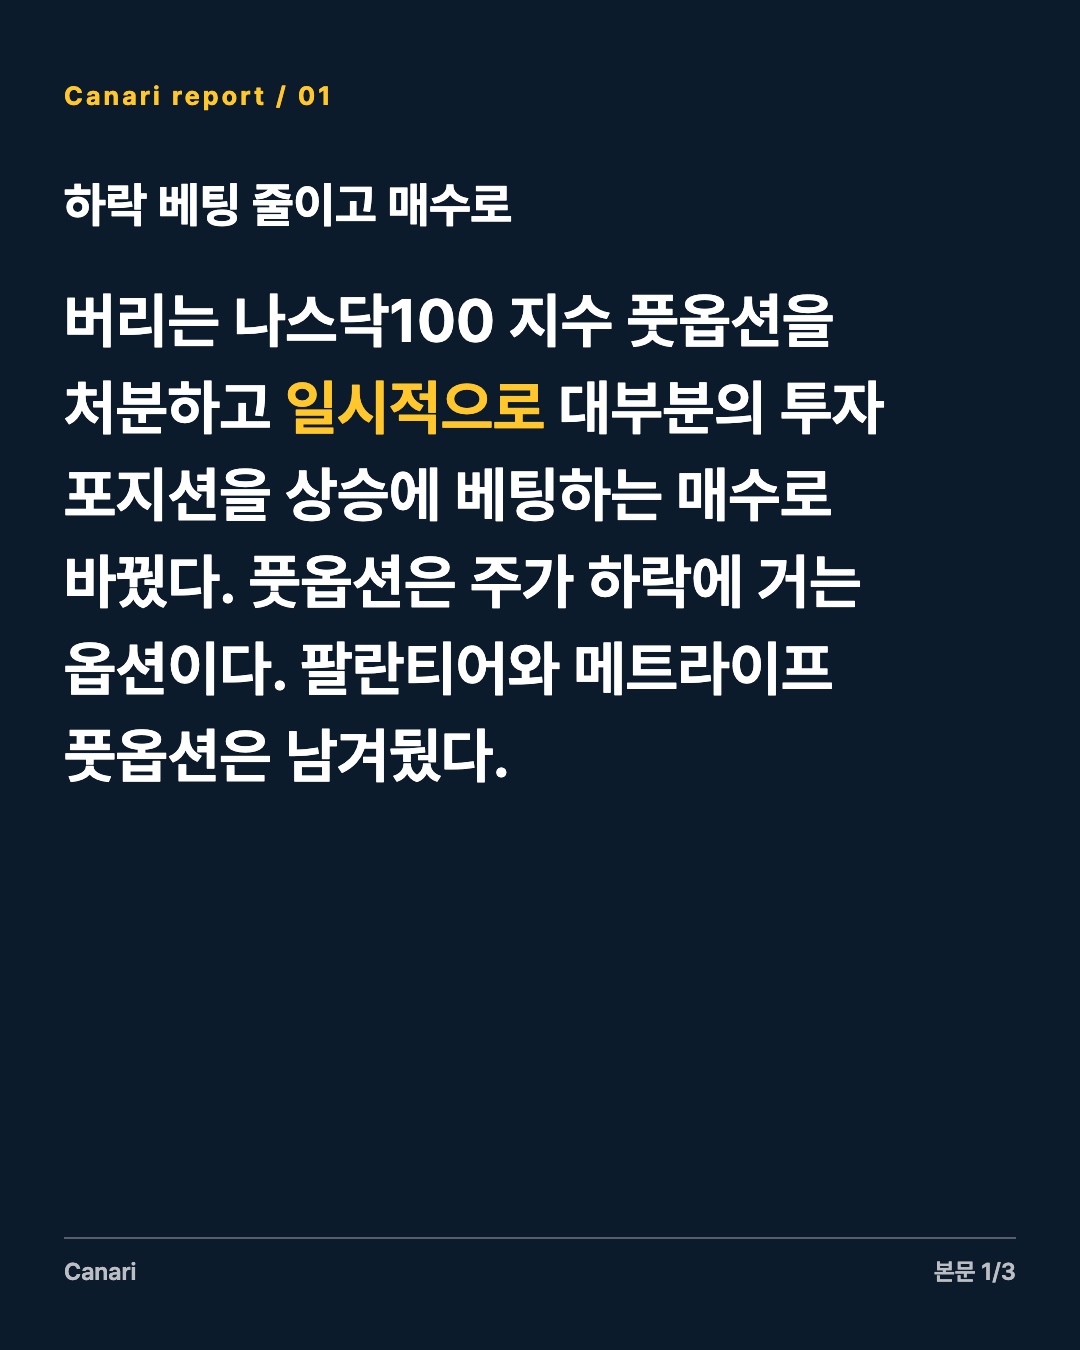 Canari report / 01
하락 베팅 줄이고 매수로
버리는 나스닥100 지수 풋옵션을
처분하고 일시적으로 대부분의 투자
포지션을 상승에 베팅하는 매수로
바꿨다. 풋옵션은 주가 하락에 거는
옵션이다. 팔란티어와 메트라이프
풋옵션은 남겨뒀다.
Canari
본문 1/3